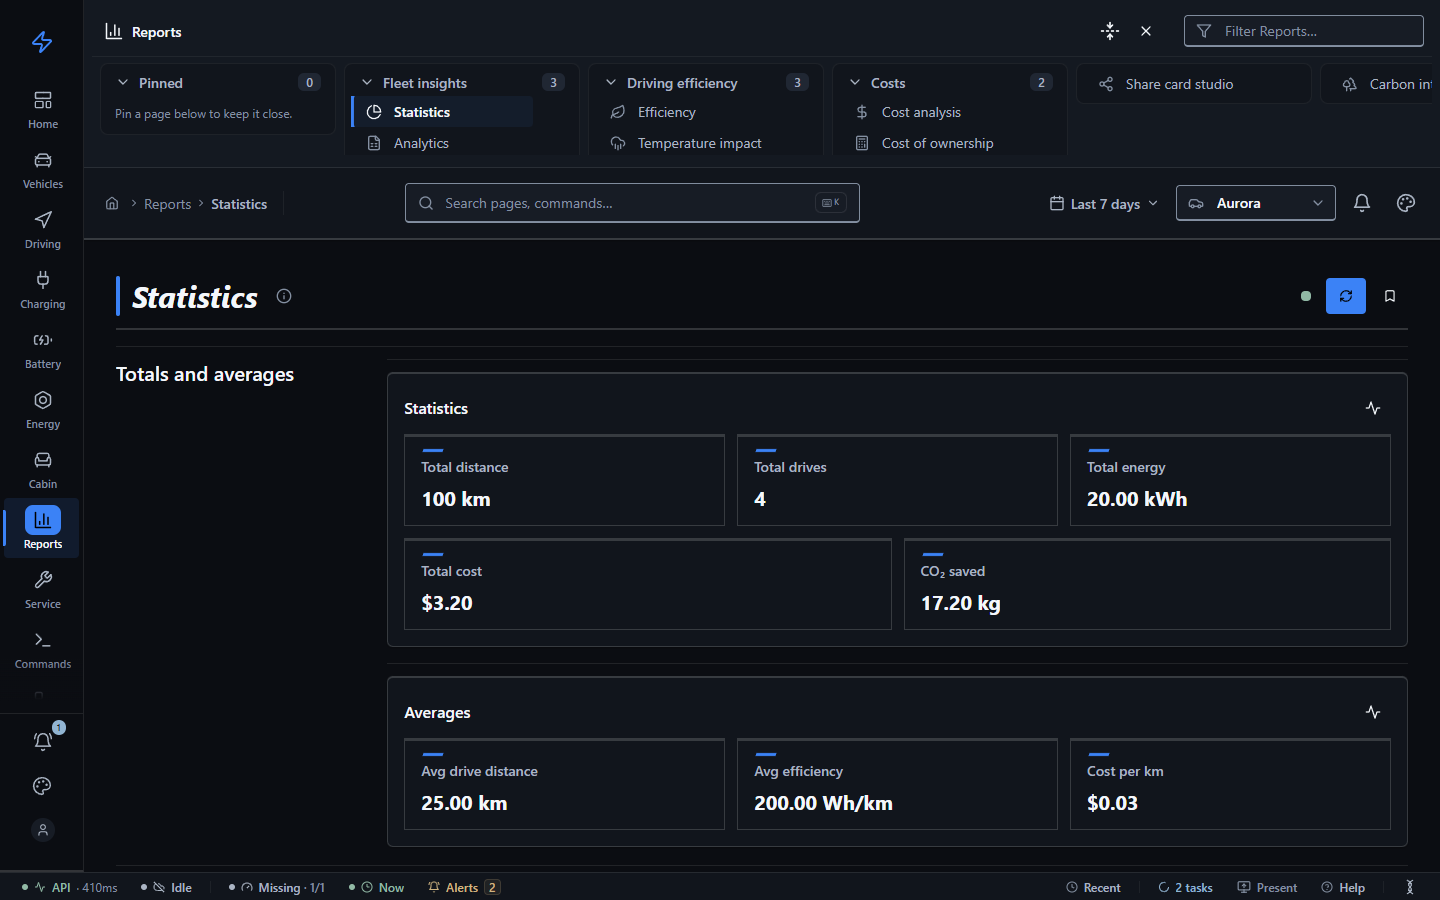 Reports
Filter Reports...
Pinned
0
Pin a page below to keep it close.
Fleet insights
3
Statistics
Analytics
Driving efficiency
3
Efficiency
Temperature impact
Costs
2
Cost analysis
Cost of ownership
Share card studio
Carbon int
Home
Vehicles
Driving
Charging
Battery
Energy
Cabin
Reports
Service
Commands
1
Reports
Statistics
Search pages, commands...
K
Last 7 days
Aurora
Statistics
Totals and averages
Statistics
Total distance
100 km
Total drives
4
Total energy
20.00 kWh
Total cost
$3.20
CO₂ saved
17.20 kg
Averages
Avg drive distance
25.00 km
Avg efficiency
200.00 Wh/km
Cost per km
$0.03
API · 410ms
Idle
Missing · 1/1
Now
Alerts 2
Recent
2 tasks
Present
Help